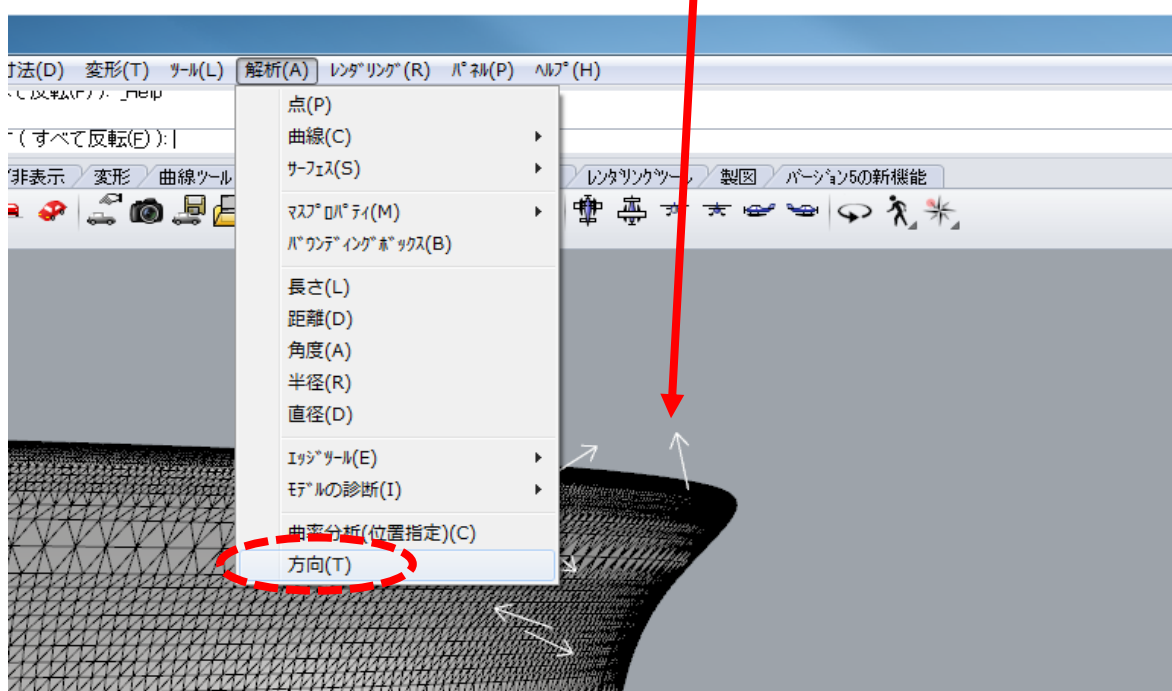 寸法(D) 変形(T) ﾂｰﾙ(L) 解析(A) ﾚﾝﾀﾞﾘﾝｸﾞ(R) ﾊﾟﾈﾙ(P) ﾍﾙﾌﾟ(H)
べて反転(F) ): _Help
( すべて反転(F) ):
非表示 変形 曲線ツール レンダリングツール 製図 バージョン5の新機能
点(P)
曲線(C)
ｻｰﾌｪｽ(S)
ﾏｽﾌﾟﾛﾊﾟﾃｨ(M)
ﾊﾞｳﾝﾃﾞｨﾝｸﾞﾎﾞｯｸｽ(B)
長さ(L)
距離(D)
角度(A)
半径(R)
直径(D)
ｴｯｼﾞﾂｰﾙ(E)
ﾓﾃﾞﾙの診断(I)
曲率分析(位置指定)(C)
方向(T)